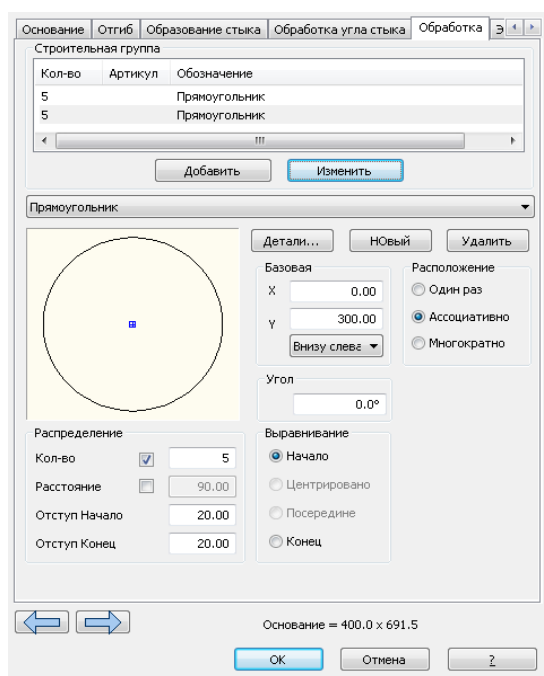 Основание Отгиб Образование стыка Обработка угла стыка Обработка Э
Строительная группа
Кол-во Артикул Обозначение
5 Прямоугольник
5 Прямоугольник
Добавить Изменить
Прямоугольник
Детали... НОвый Удалить
Базовая Расположение
X 0.00 Один раз
Y 300.00 Ассоциативно
Внизу слева Многократно
Угол
0.0°
Распределение Выравнивание
Кол-во 5 Начало
Расстояние 90.00 Центрировано
Отступ Начало 20.00 Посередине
Отступ Конец 20.00 Конец
Основание = 400.0 x 691.5
OK Отмена ?